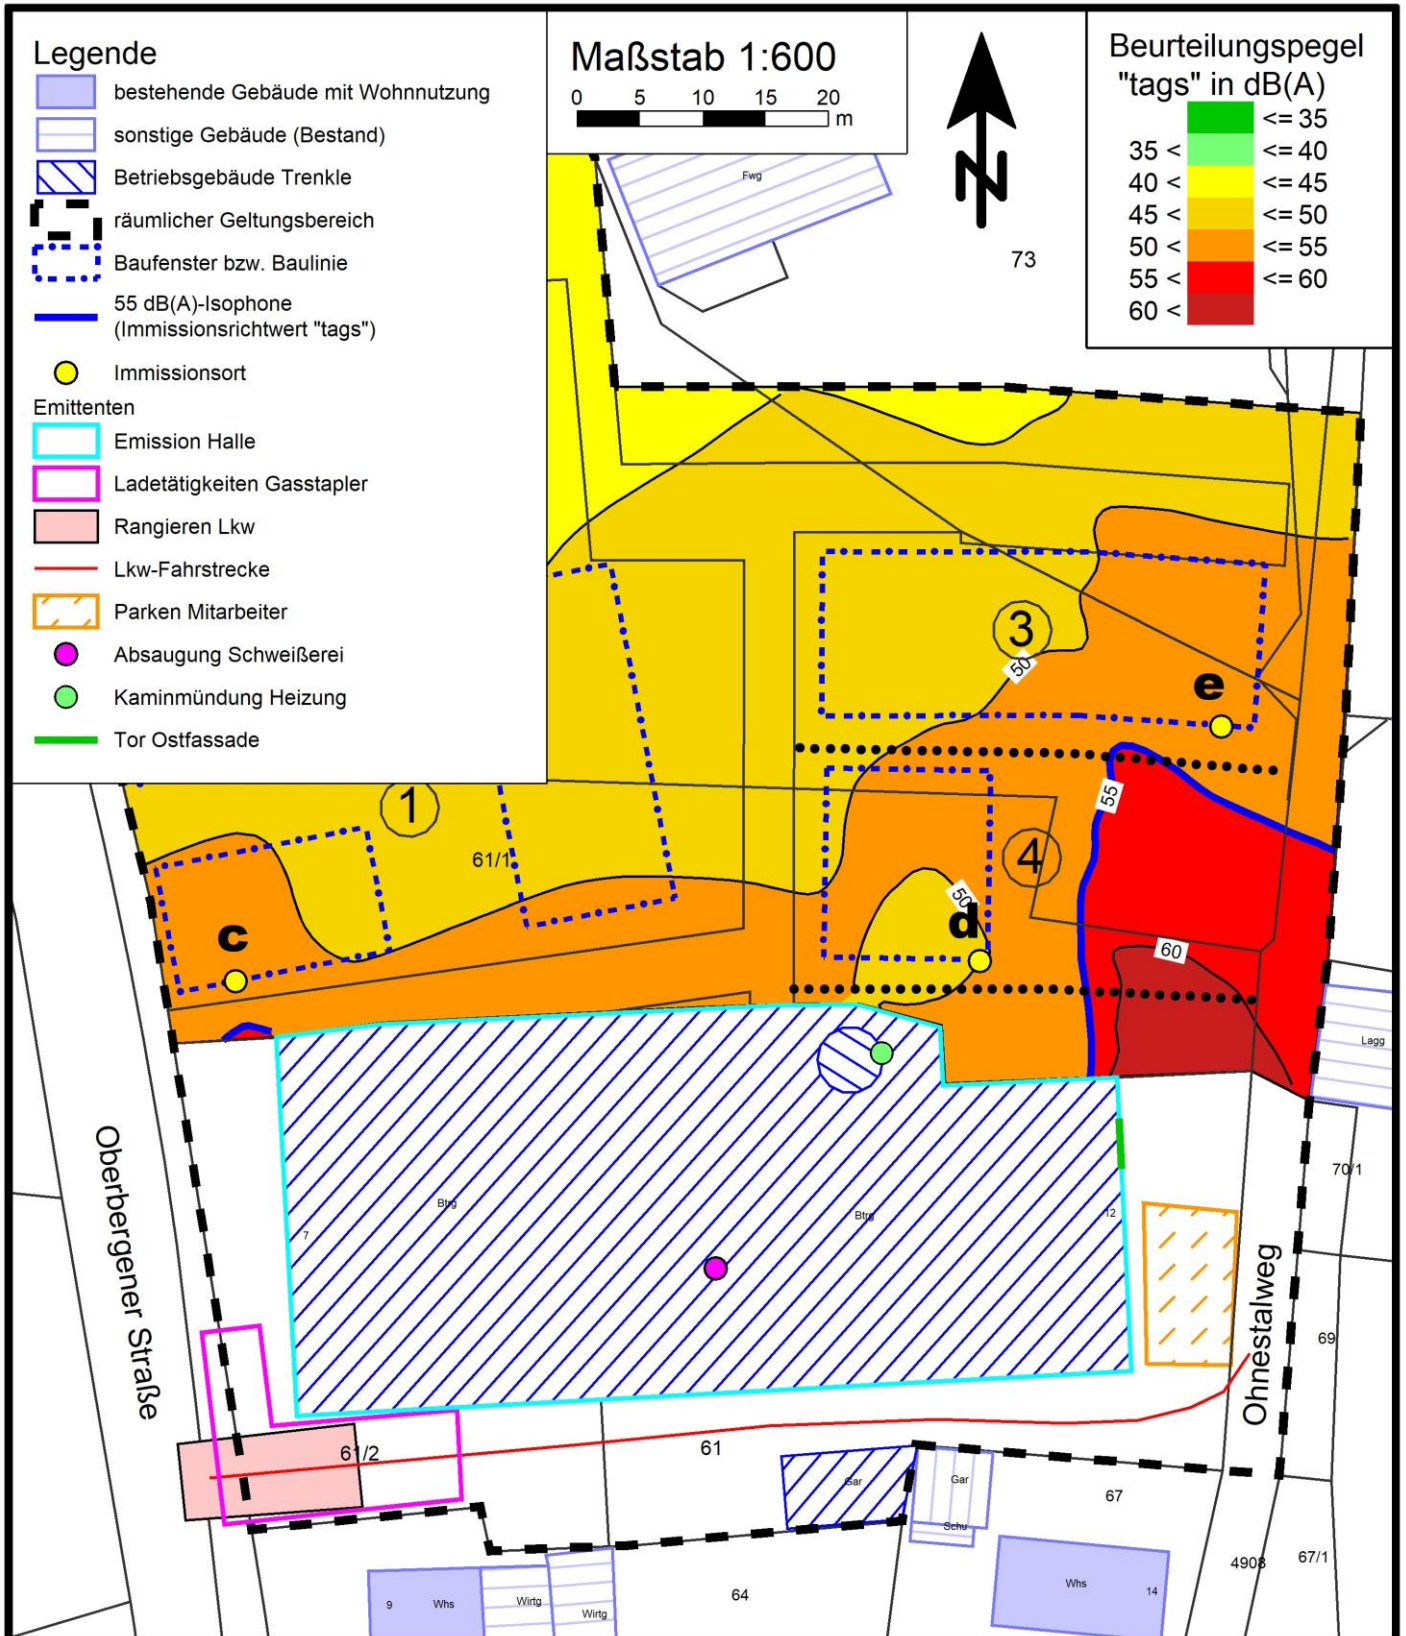 Legende
bestehende Gebäude mit Wohnnutzung
sonstige Gebäude (Bestand)
Betriebsgebäude Trenkle
räumlicher Geltungsbereich
Baufenster bzw. Baulinie
55 dB(A)-Isophone
(Immissionsrichtwert "tags")
Immissionsort
Emittenten
Emission Halle
Ladetätigkeiten Gasstapler
Rangieren Lkw
Lkw-Fahrstrecke
Parken Mitarbeiter
Absaugung Schweißerei
Kaminmündung Heizung
Tor Ostfassade
Maßstab 1:600
0 5 10 15 20
m
N
Beurteilungspegel
"tags" in dB(A)
<= 35
35 < <= 40
40 < <= 45
45 < <= 50
50 < <= 55
55 < <= 60
60 <
Fwg
73
3
50
e
55
1
61/1
4
50
d
c
60
Lagg
Oberbergener Straße
Btrg
7
Btrg
12
70/1
Ohnestalweg
69
61/2
61
Gar
Gar
Schu
67
4908
67/1
9
Whs
Wirtg
Wirtg
64
Whs
14